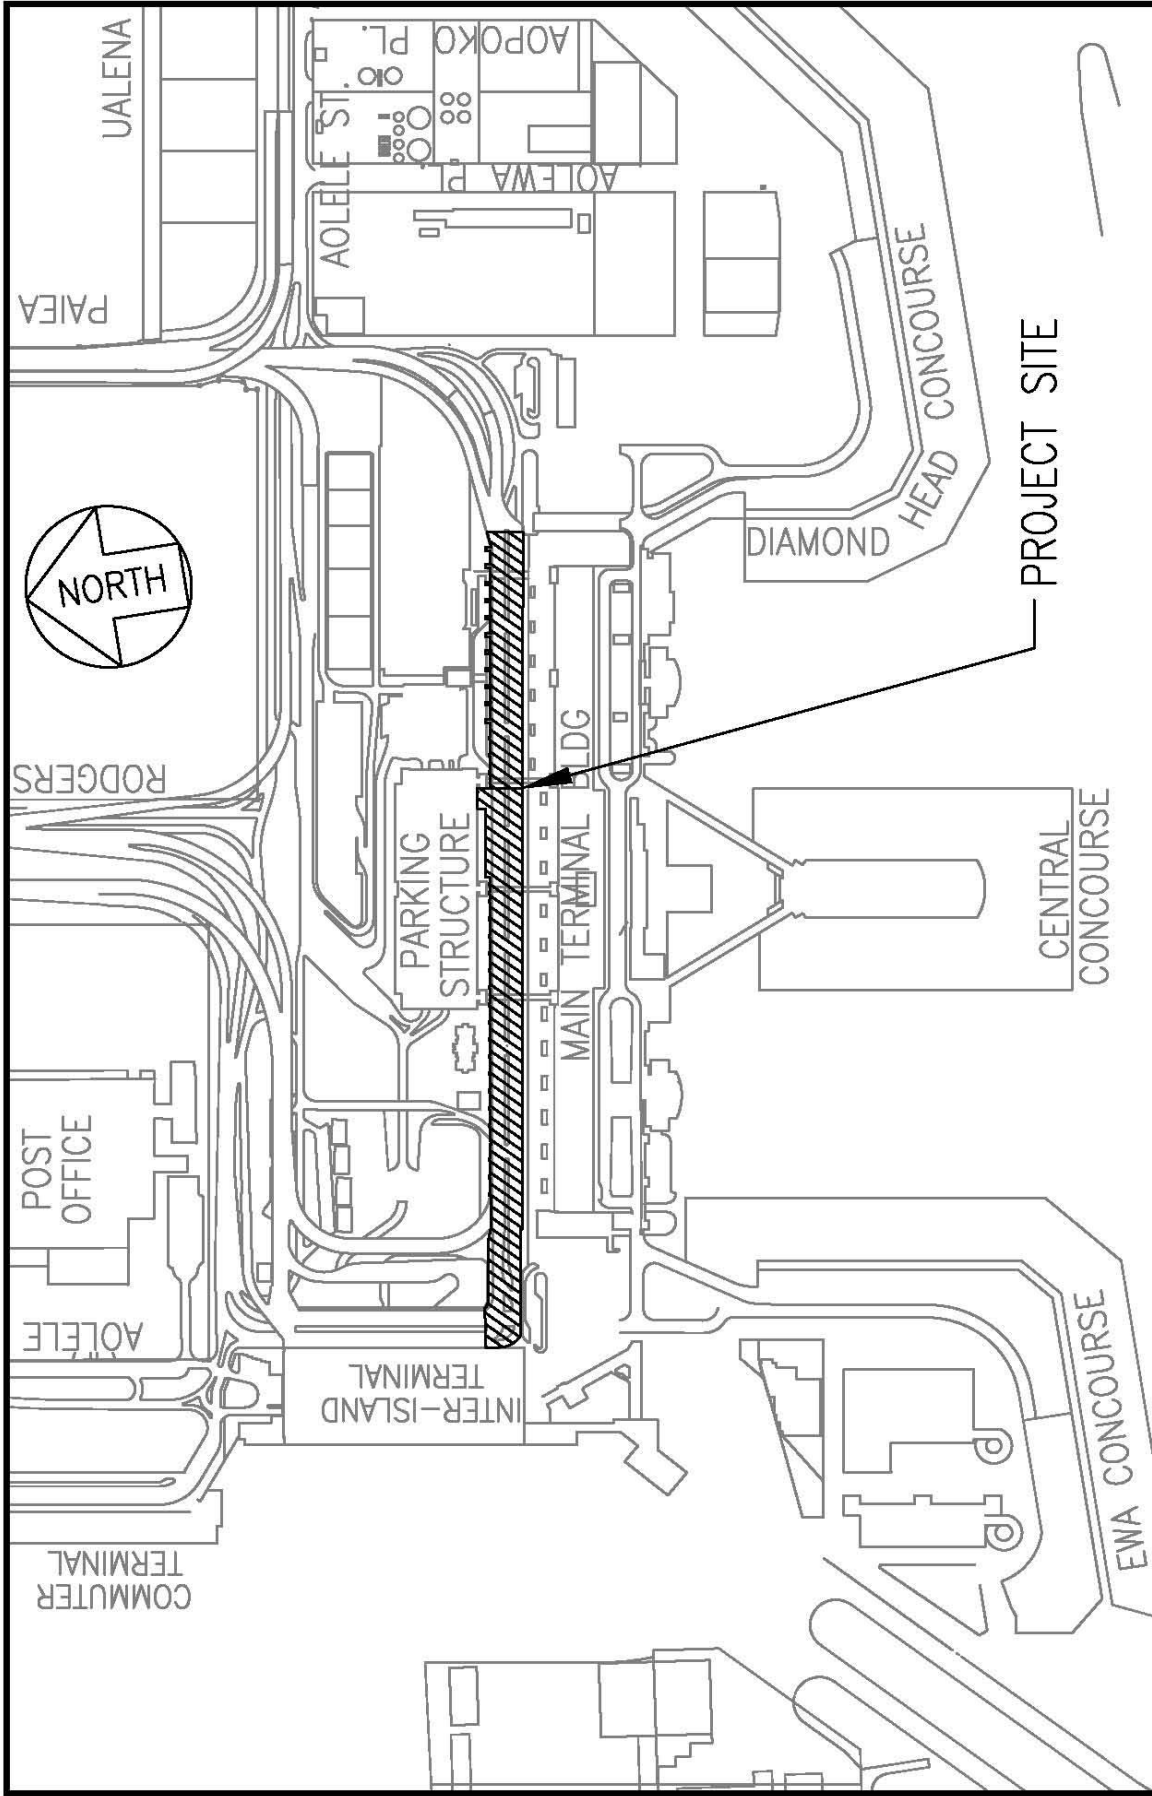 UALENA
PAIEA
AOLELE ST.
AOPOKO
PL.
AOLEWA PL
NORTH
RODGERS
DIAMOND
HEAD
CONCOURSE
PROJECT SITE
PARKING
STRUCTURE
MAIN TERMINAL BLDG
CENTRAL
CONCOURSE
POST
OFFICE
AOLELE
INTER-ISLAND
TERMINAL
COMMUTER
TERMINAL
EWA CONCOURSE